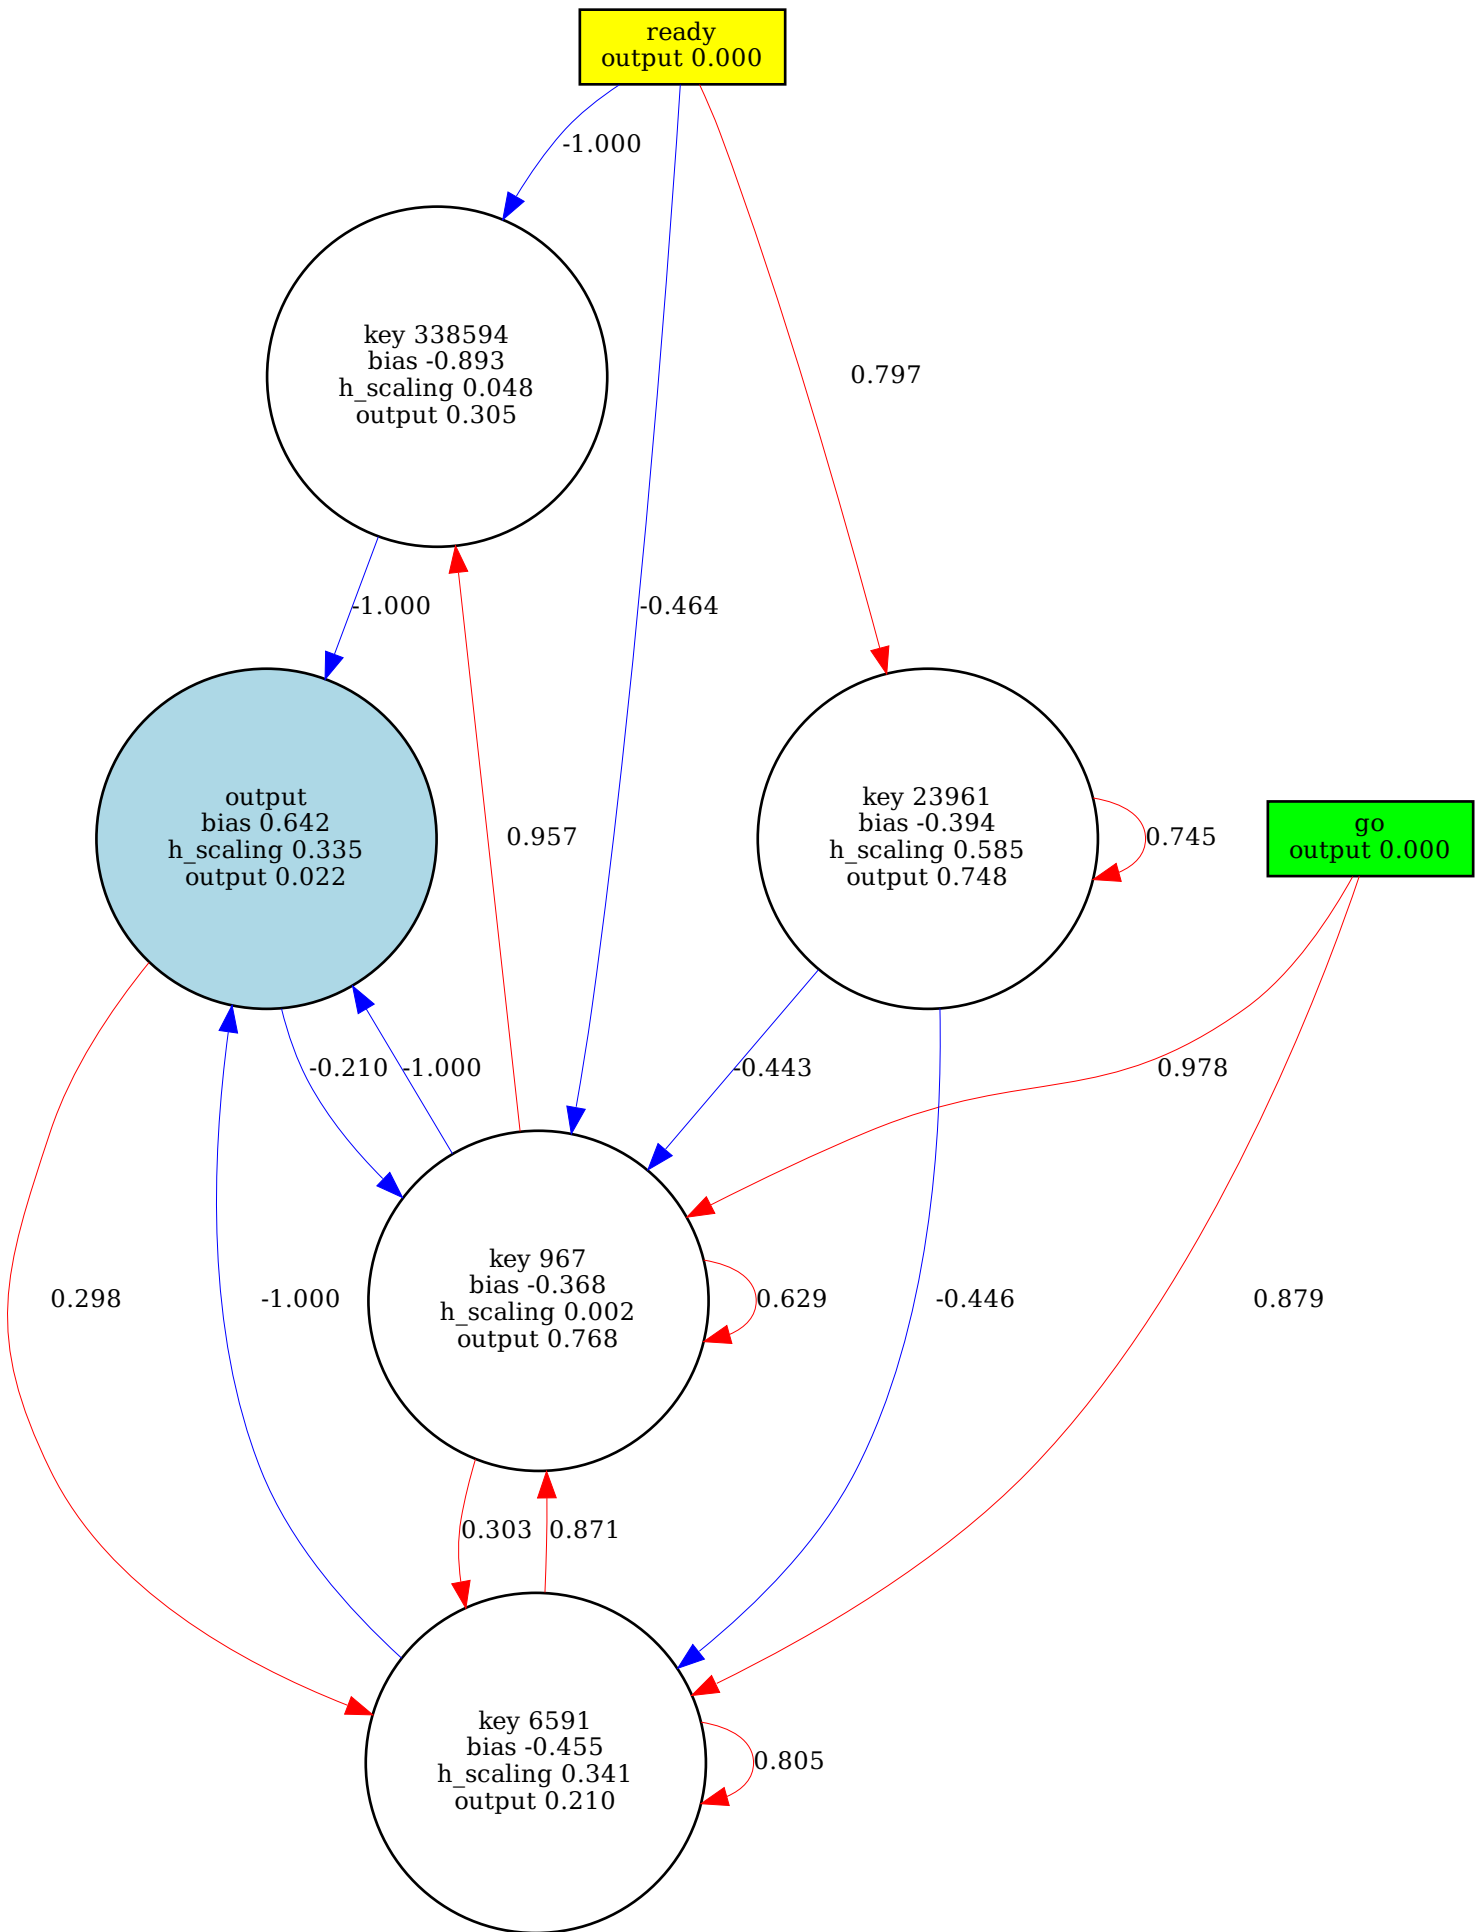 ready
output 0.000
-1.000
key 338594
bias -0.893
h_scaling 0.048
output 0.305
0.797
-1.000
-0.464
output
bias 0.642
h_scaling 0.335
output 0.022
0.957
key 23961
bias -0.394
h_scaling 0.585
output 0.748
0.745
go
output 0.000
-0.210
-1.000
-0.443
0.978
0.298
-1.000
key 967
bias -0.368
h_scaling 0.002
output 0.768
0.629
-0.446
0.879
0.303
0.871
key 6591
bias -0.455
h_scaling 0.341
output 0.210
0.805